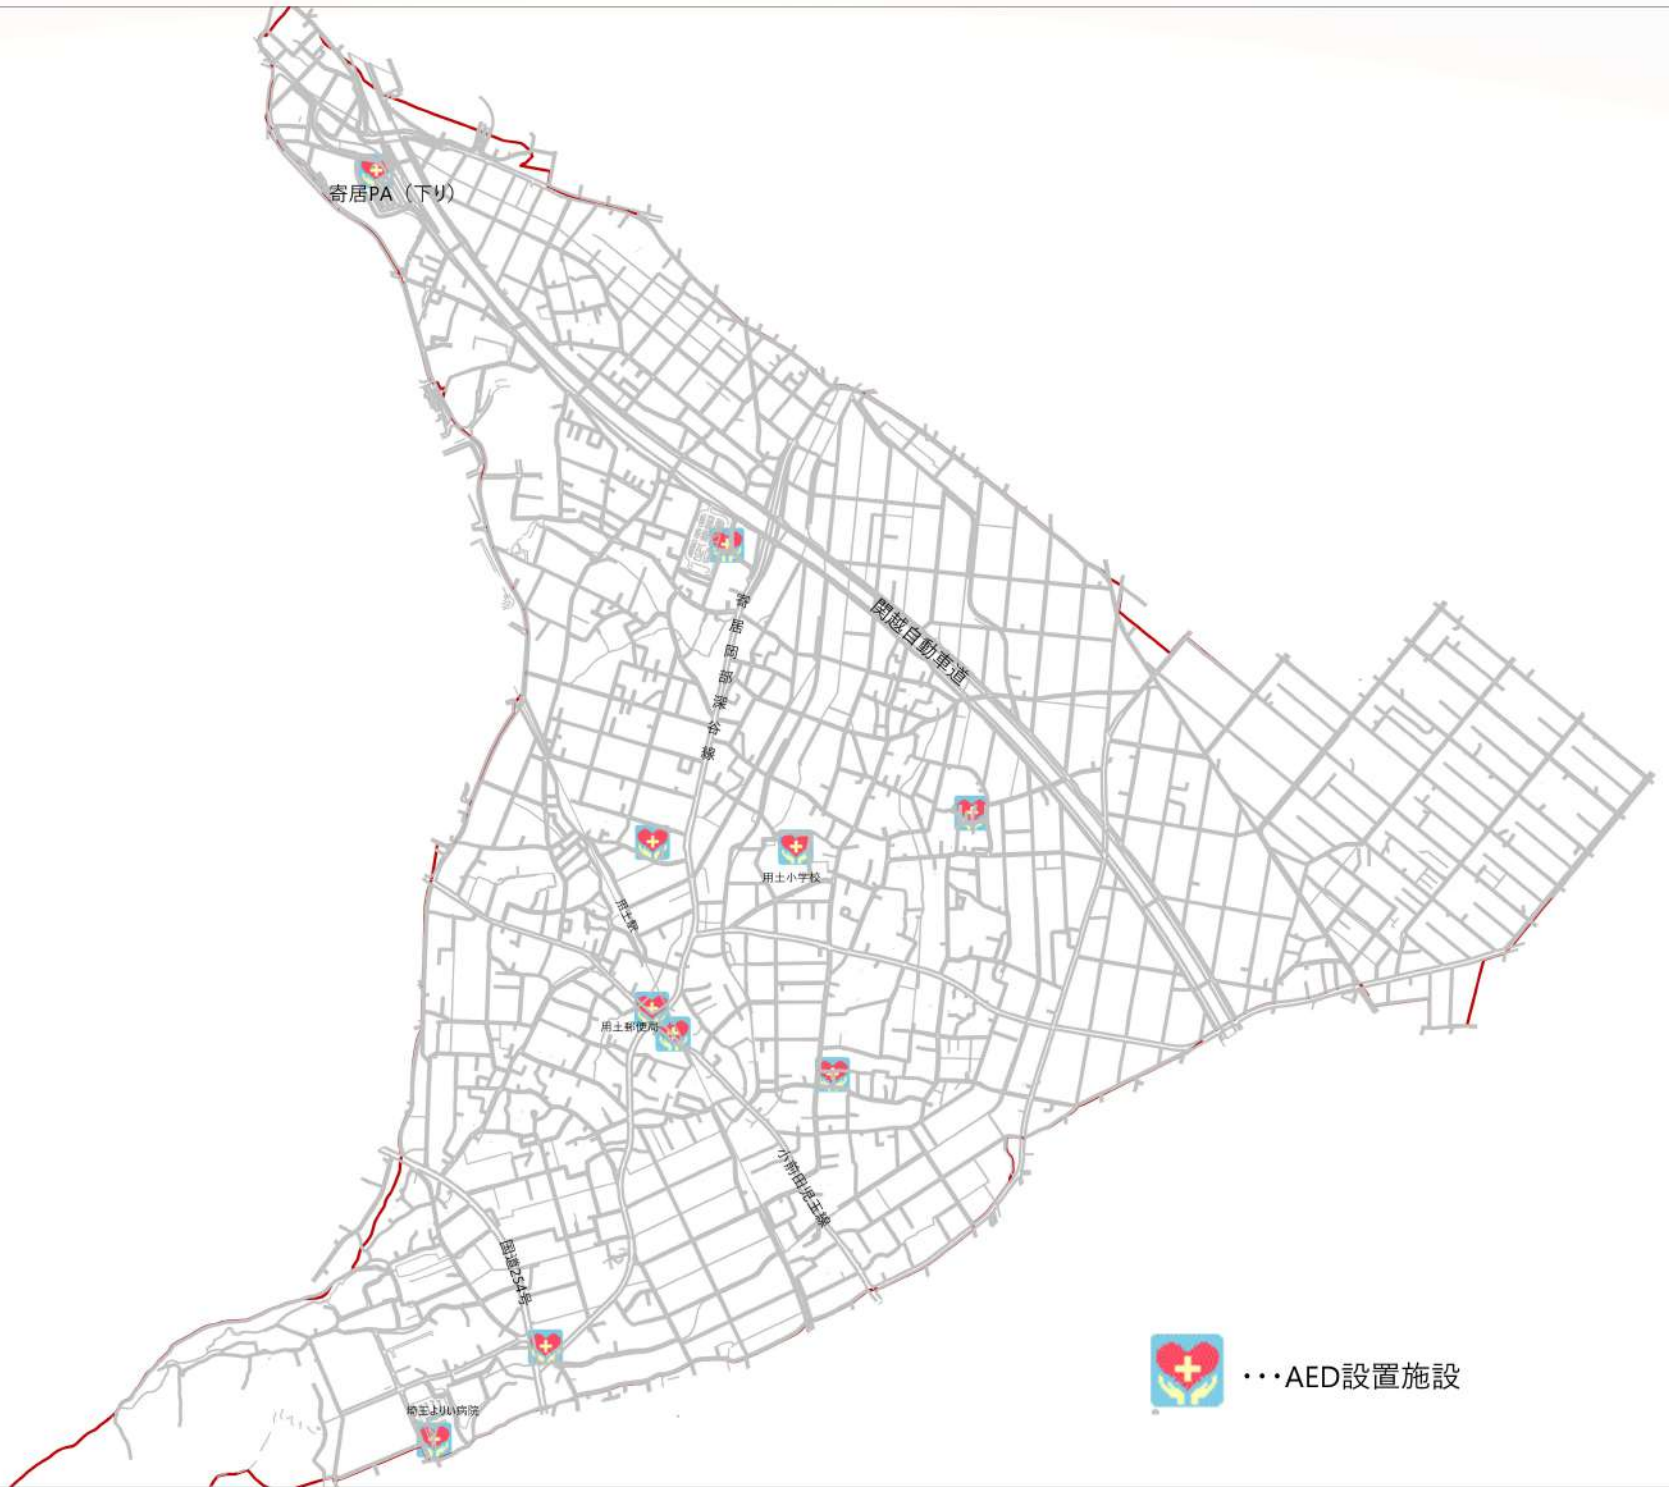 寄居PA（下り）
関越自動車道
寄居岡部深谷線
用土小学校
用土駅
用土郵便局
小前田児玉線
国道254号
・・・AED設置施設
埼玉よりい病院